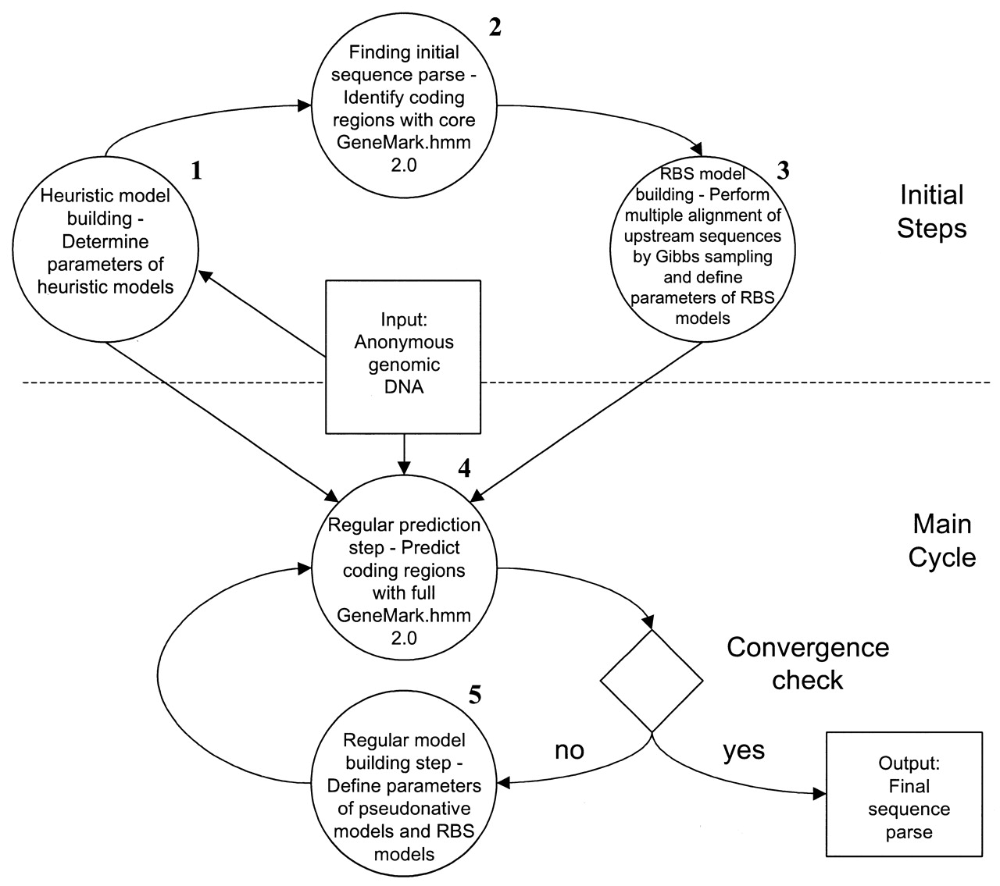 2
Finding initial
sequence parse -
Identify coding
regions with core
GeneMark.hmm
2.0
1
Heuristic model
building -
Determine
parameters of
heuristic models
3
RBS model
building - Perform
multiple alignment of
upstream sequences
by Gibbs sampling
and define
parameters of RBS
models
Initial
Steps
Input:
Anonymous
genomic
DNA
4
Regular prediction
step - Predict
coding regions
with full
GeneMark.hmm
2.0
Main
Cycle
Convergence
check
5
Regular model
building step -
Define parameters
of pseudonative
models and RBS
models
no
yes
Output:
Final
sequence
parse